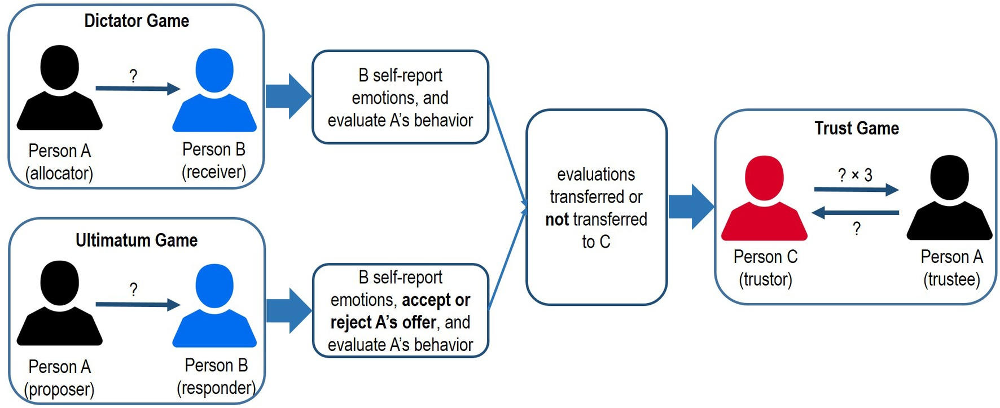 Dictator Game
?
Person A
(allocator)
Person B
(receiver)
B self-report
emotions, and
evaluate A's behavior
Ultimatum Game
?
Person A
(proposer)
Person B
(responder)
B self-report
emotions, accept or
reject A's offer, and
evaluate A's behavior
evaluations
transferred or
not transferred
to C
Trust Game
? × 3
?
Person C
(trustor)
Person A
(trustee)